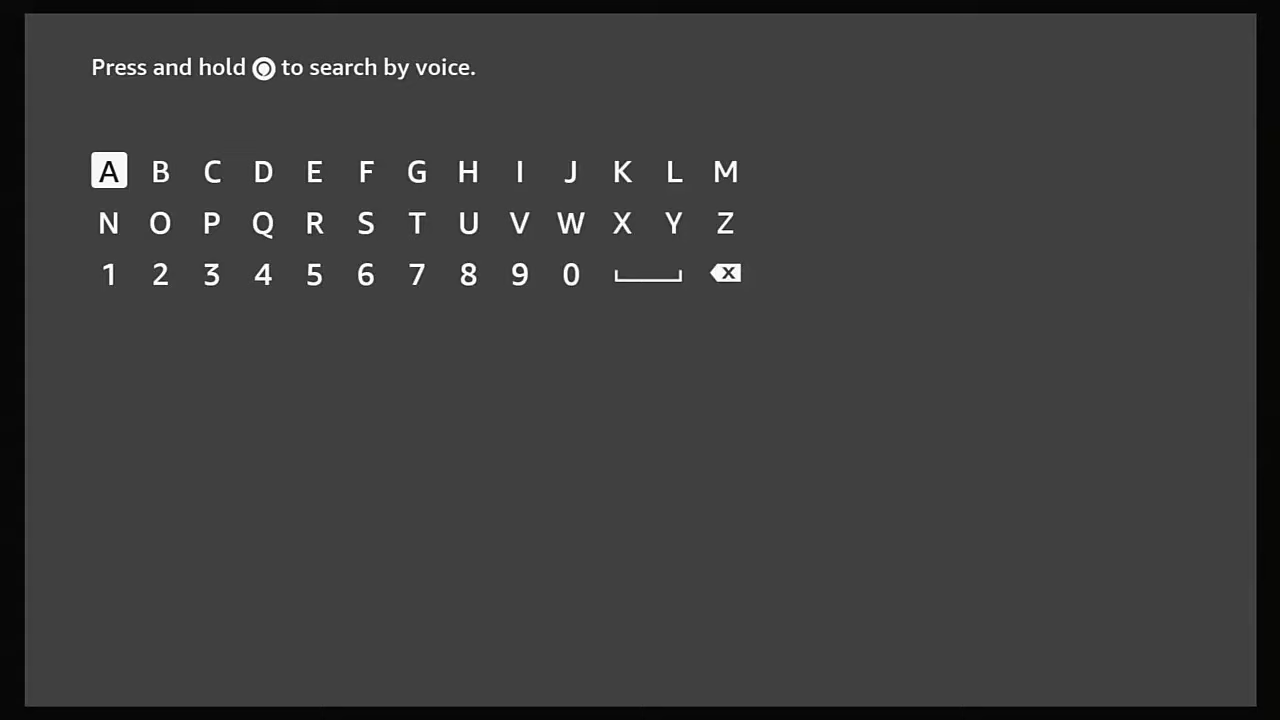 Press and hold to search by voice.
A B C D E F G H I J K L M
N O P Q R S T U V W X Y Z
1 2 3 4 5 6 7 8 9 0